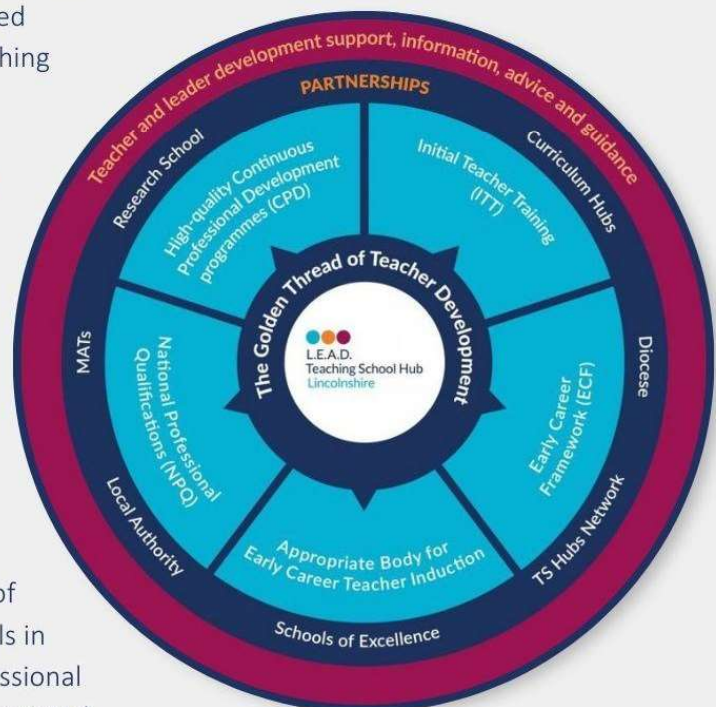 ed
hing
of
ls in
essional
Teacher and leader development support, information, advice and guidance
PARTNERSHIPS
Research School
Curriculum Hubs
MATs
Diocese
Local Authority
TS Hubs Network
Schools of Excellence
High-quality Continuous
Professional Development
programmes (CPD)
Initial Teacher Training
(ITT)
National Professional
Qualifications (NPQ)
Early Career
Framework (ECF)
Appropriate Body for
Early Career Teacher Induction
The Golden Thread of Teacher Development
L.E.A.D.
Teaching School Hub
Lincolnshire